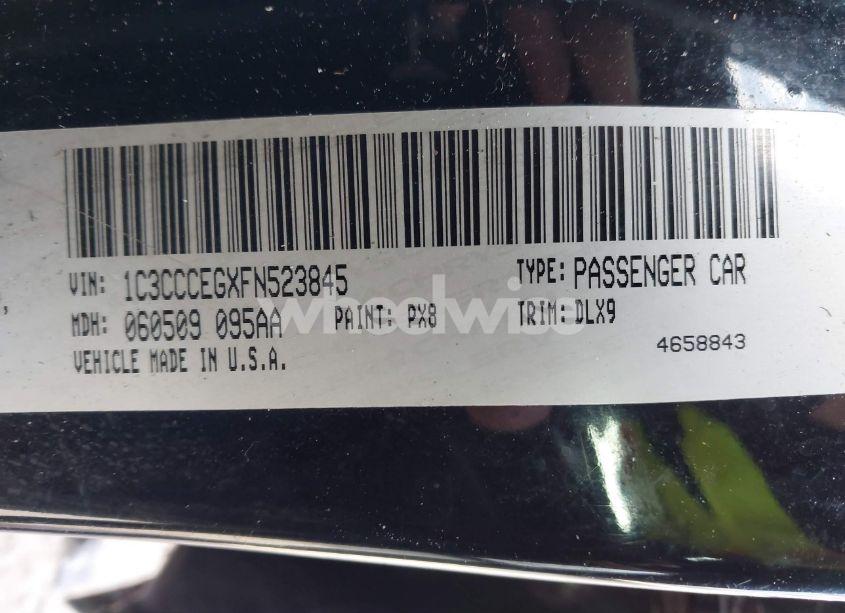 VIN: 1C3CCCEGXFN523845 TYPE: PASSENGER CAR
MDH: 060509 095AA PAINT: PX8 TRIM: DLX9
VEHICLE MADE IN U.S.A. 4658843
wheelwise